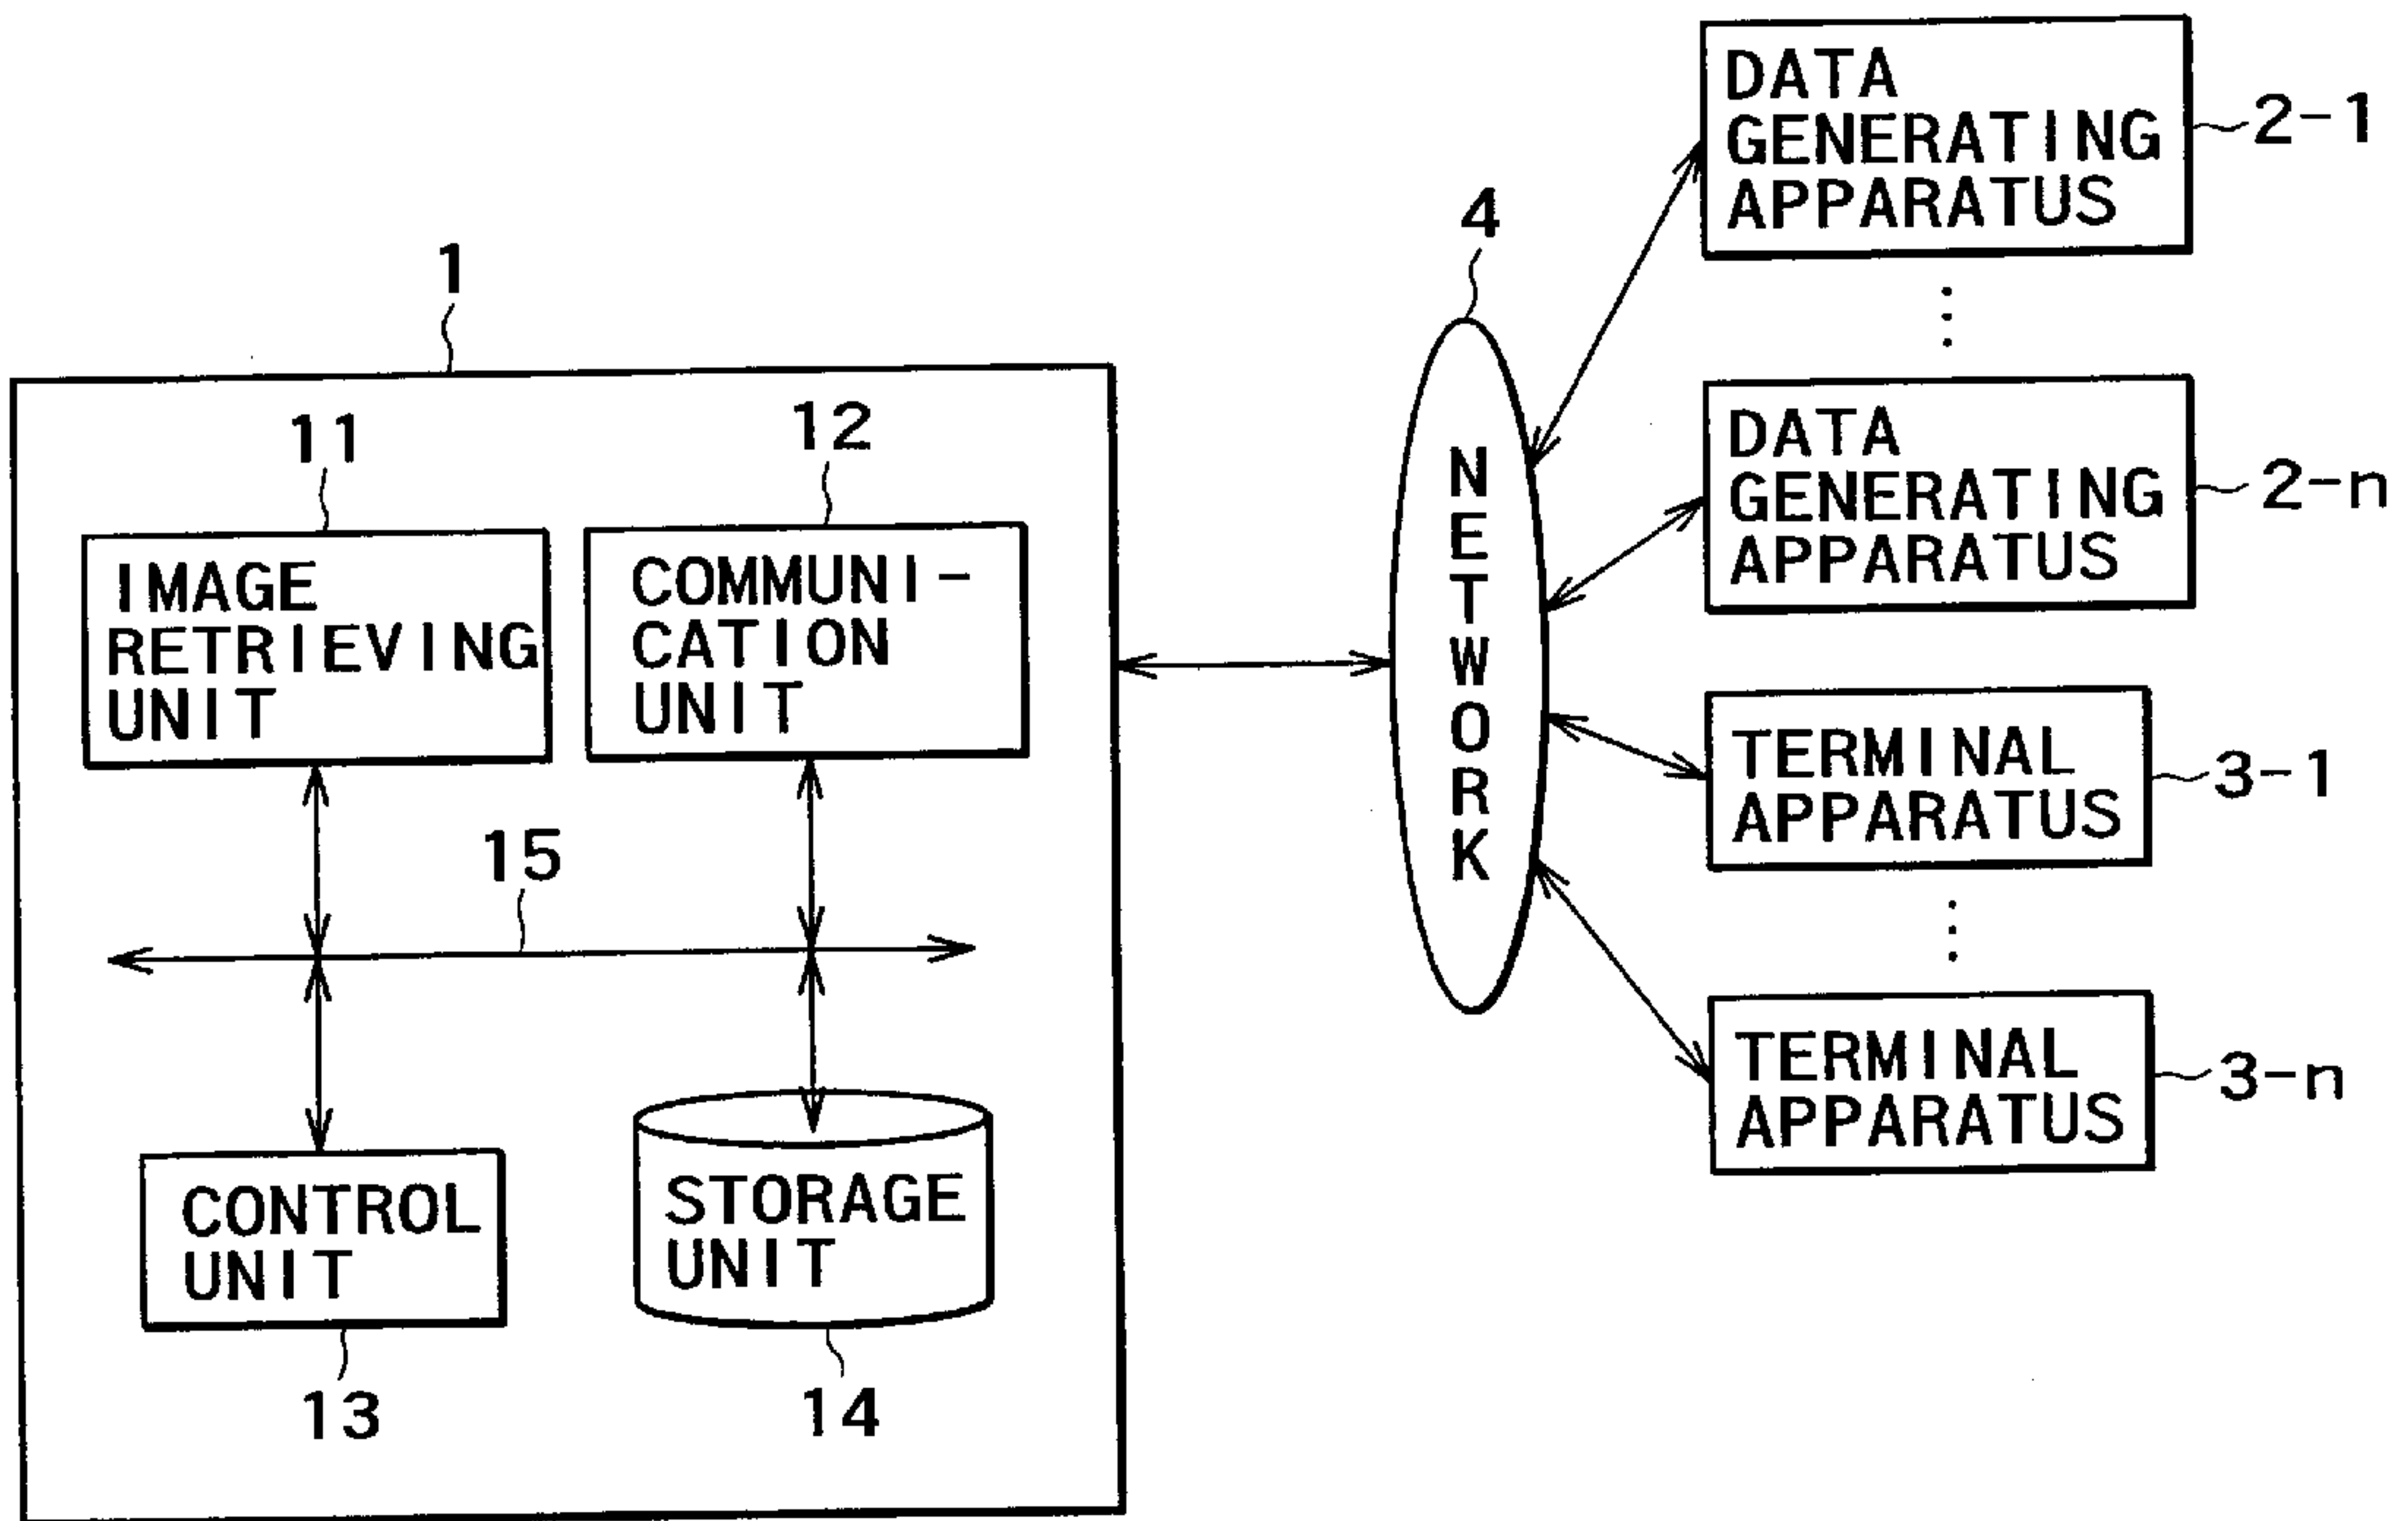 1
11
IMAGE
RETRIEVING
UNIT
12
COMMUNI-
CATION
UNIT
15
CONTROL
UNIT
13
STORAGE
UNIT
14
4
NETWORK
DATA
GENERATING
APPARATUS
2-1
DATA
GENERATING
APPARATUS
2-n
TERMINAL
APPARATUS
3-1
TERMINAL
APPARATUS
3-n